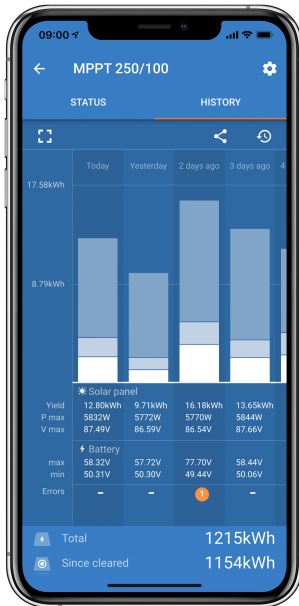 09:00
MPPT 250/100
STATUS HISTORY
Today Yesterday 2 days ago 3 days ago 4
17.58kWh
8.79kWh
Solar panel
Yield 12.80kWh 9.71kWh 16.18kWh 13.65kWh
P max 5832W 5772W 5770W 5844W
V max 87.49V 86.59V 86.54V 87.66V
Battery
max 58.32V 57.72V 77.70V 58.44V
min 50.31V 50.30V 49.44V 50.06V
Errors - - 1 -
Total 1215kWh
Since cleared 1154kWh